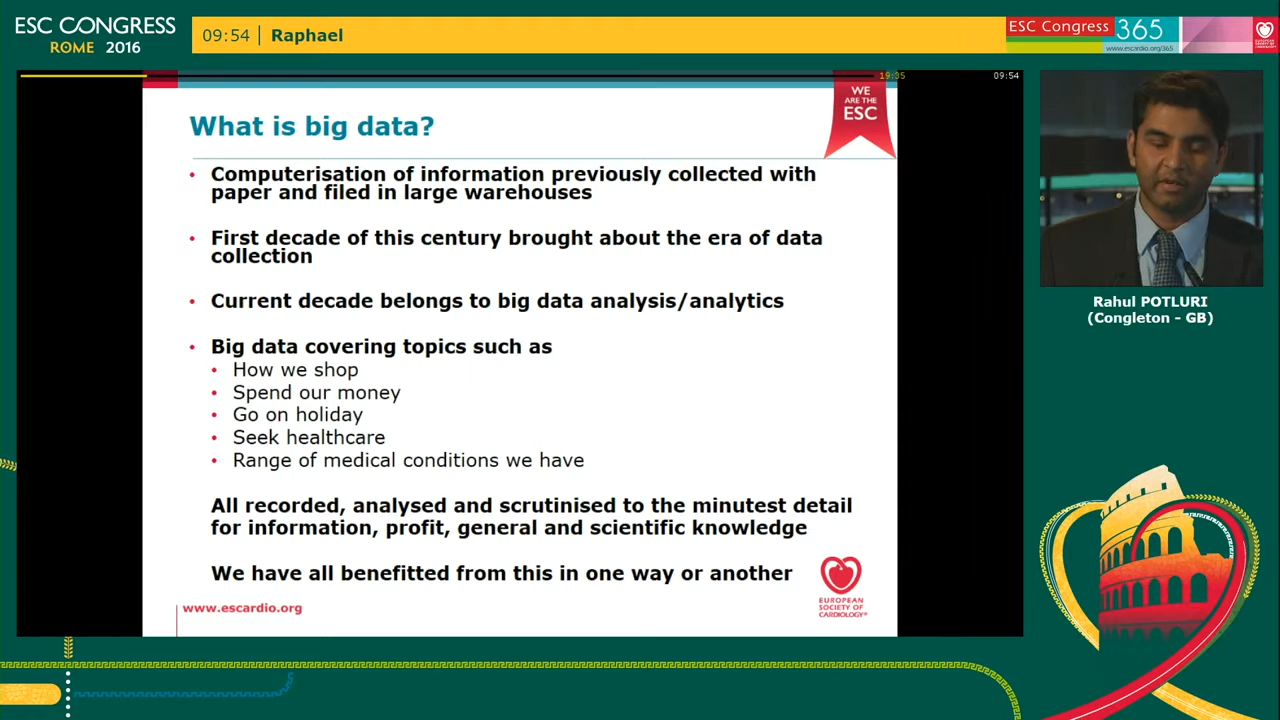 ESC CONGRESS
ROME 2016
09:54 | Raphael
ESC Congress 365
www.escardio.org/365
19:35
09:54
WE
ARE THE
ESC
What is big data?
• Computerisation of information previously collected with
paper and filed in large warehouses
• First decade of this century brought about the era of data
collection
• Current decade belongs to big data analysis/analytics
• Big data covering topics such as
• How we shop
• Spend our money
• Go on holiday
• Seek healthcare
• Range of medical conditions we have
All recorded, analysed and scrutinised to the minutest detail
for information, profit, general and scientific knowledge
We have all benefitted from this in one way or another
www.escardio.org
EUROPEAN
SOCIETY OF
CARDIOLOGY®
Rahul POTLURI
(Congleton - GB)